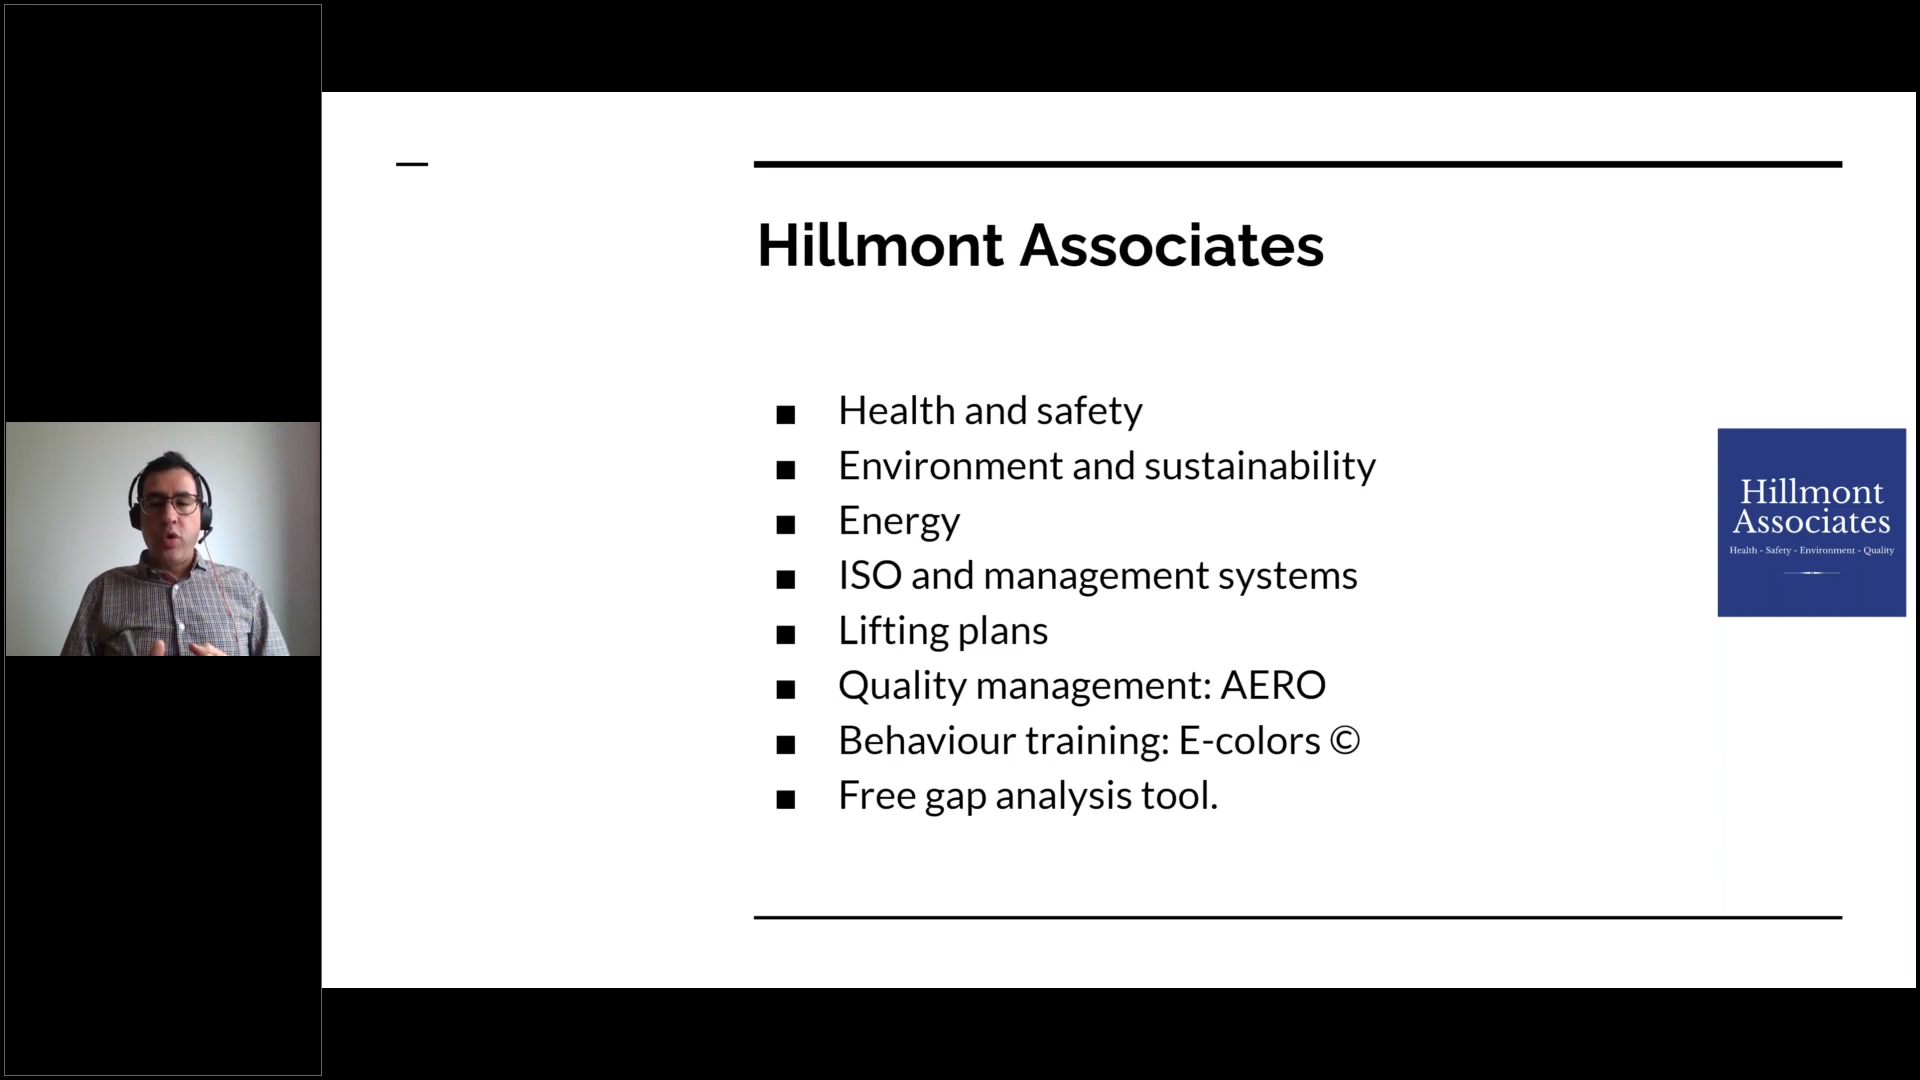 Hillmont Associates
■ Health and safety
■ Environment and sustainability
■ Energy
■ ISO and management systems
■ Lifting plans
■ Quality management: AERO
■ Behaviour training: E-colors ©
■ Free gap analysis tool.
Hillmont
Associates
Health - Safety - Environment - Quality